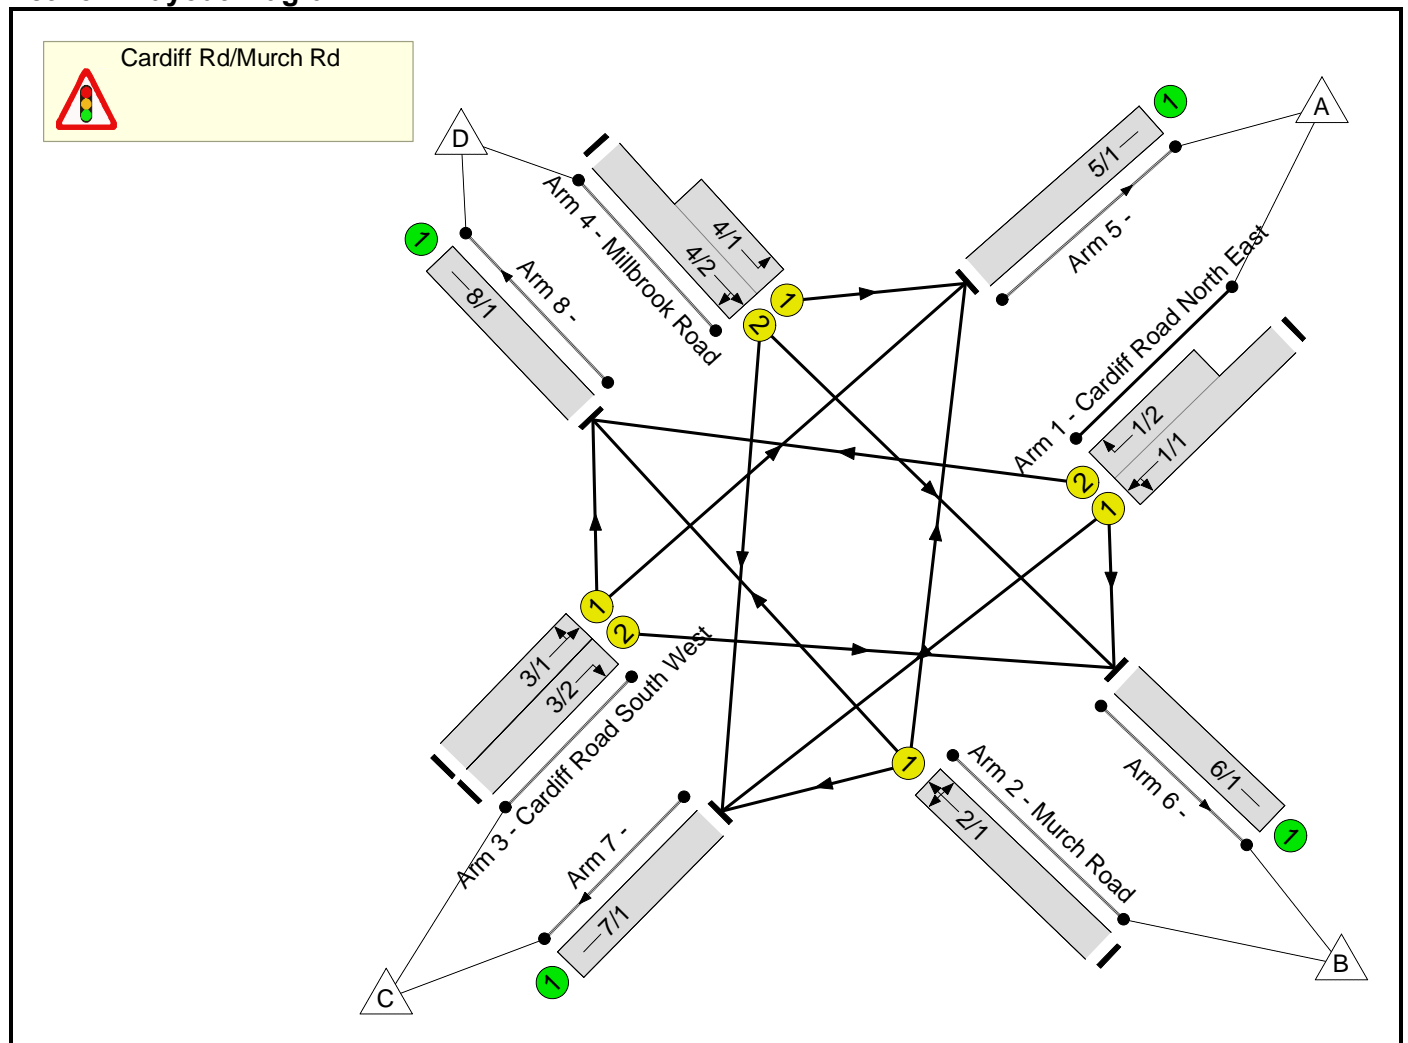 Cardiff Rd/Murch Rd
A
D
1
5/1
Arm 5 -
4/1
4/2
Arm 4 - Millbrook Road
1
2
1
8/1
Arm 8 -
Arm 1 - Cardiff Road North East
1/2
1/1
2
1
1
2
3/1
3/2
Arm 3 - Cardiff Road South West
1
2/1
Arm 2 - Murch Road
6/1
Arm 6 -
1
Arm 7 -
7/1
1
B
C